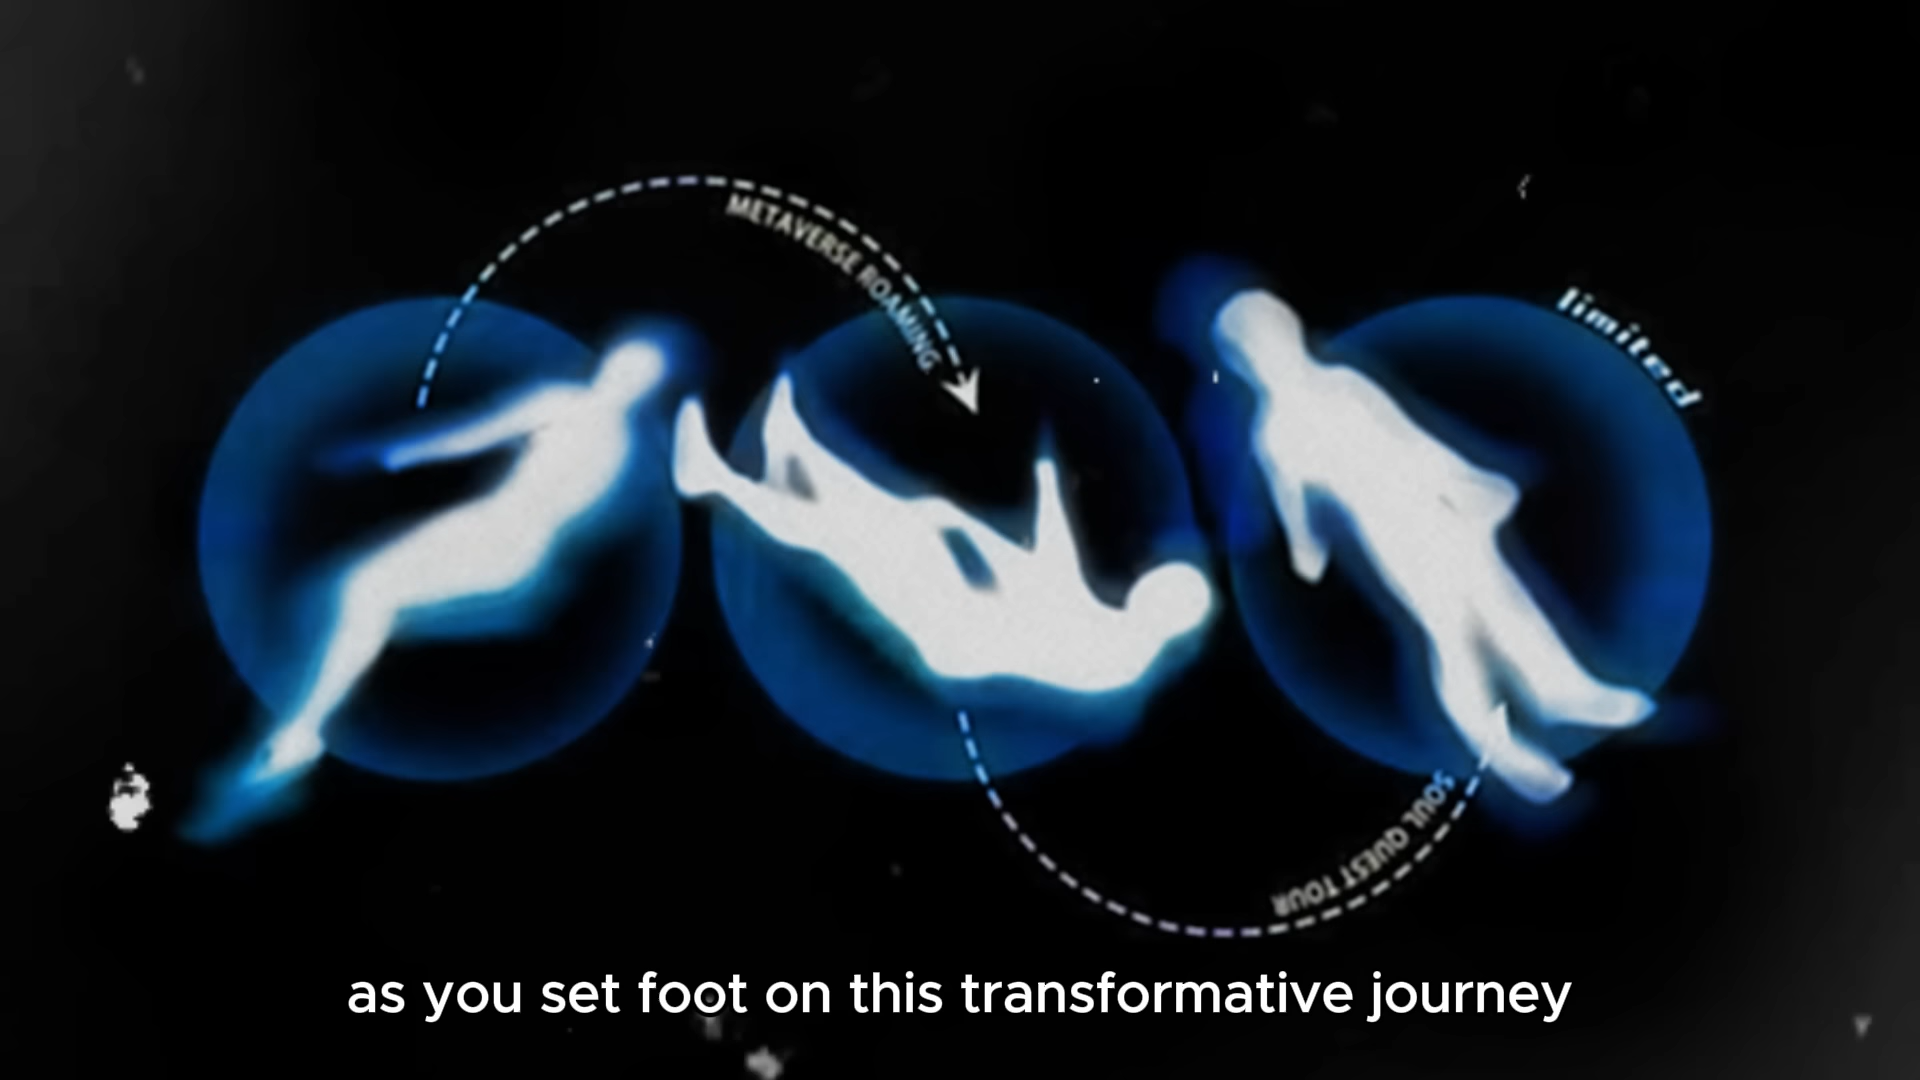 METAVERSE ROAMING
limited
SOUL QUEST TOUR
as you set foot on this transformative journey